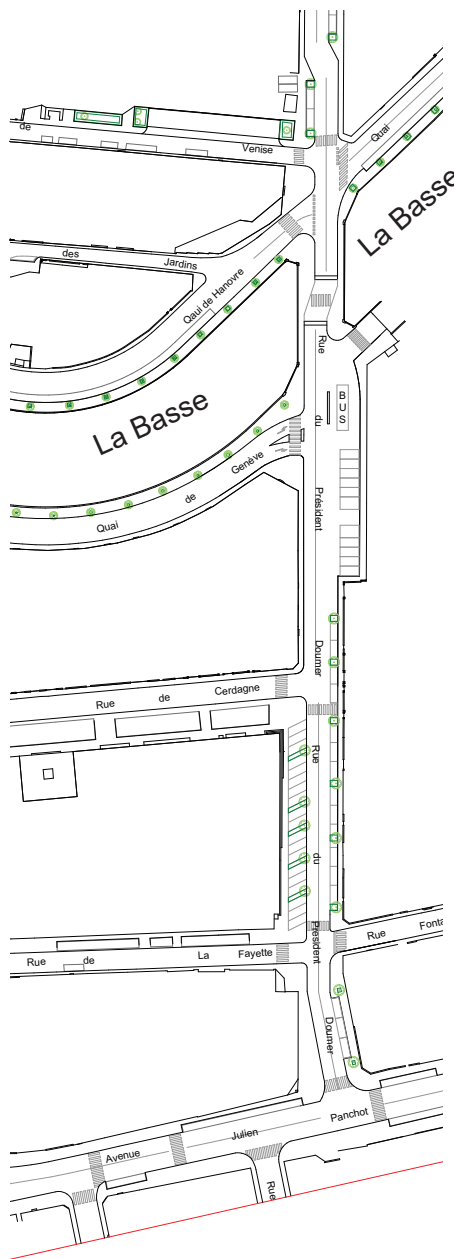 de
Venise
Quai
La Basse
des
Jardins
Qaui de Hanovre
Rue
BUS
La Basse
du
Genève
de
Quai
Président
Doumer
Rue de Cerdagne
Rue
du
Président
Rue de La Fayette
Rue Fonta
Doumer
Panchot
Julien
Avenue
Rue